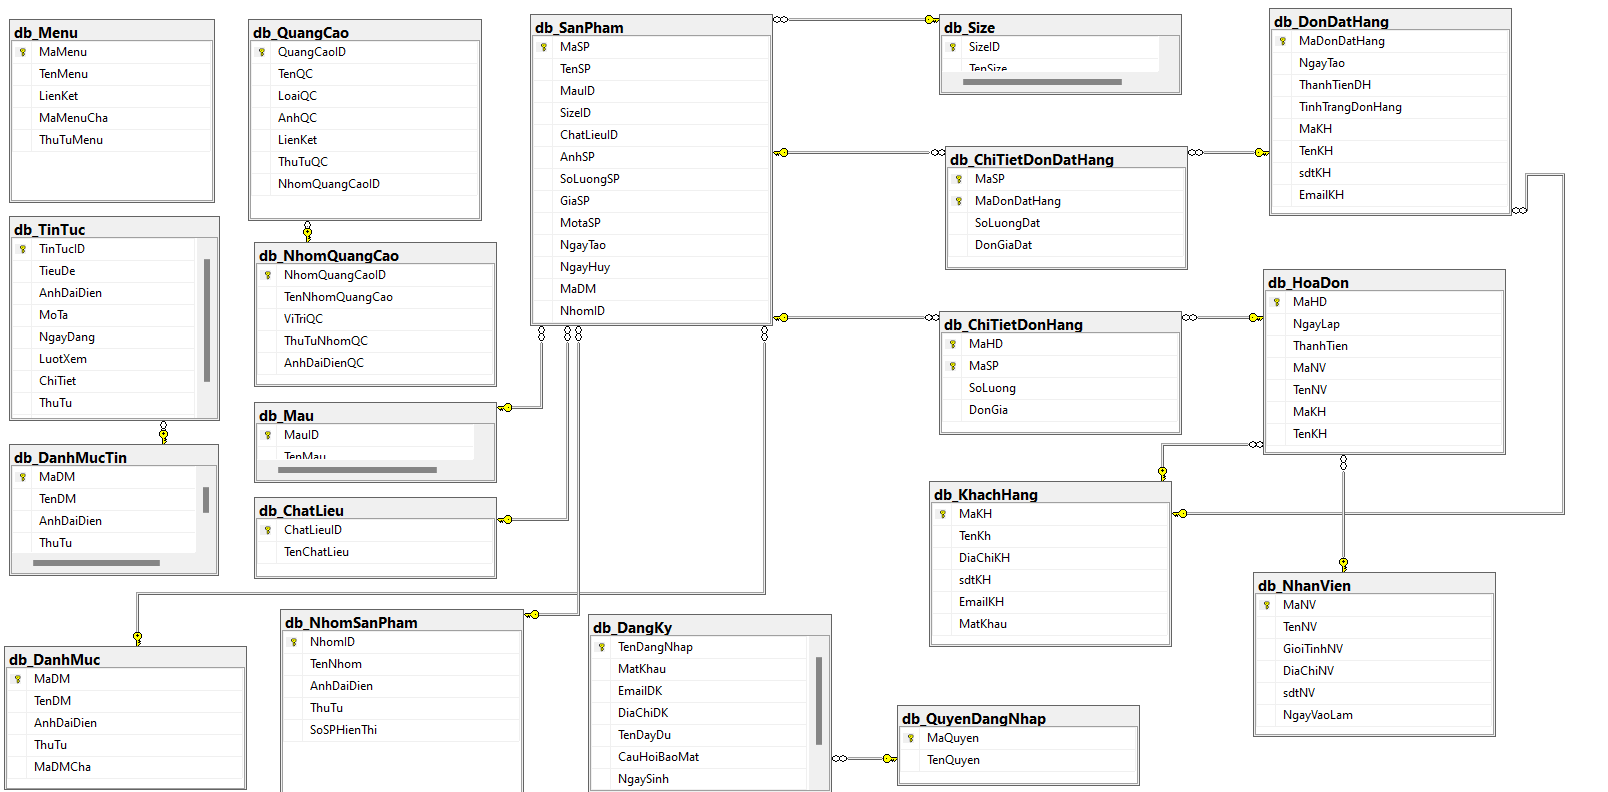 db_Menu
MaMenu
TenMenu
LienKet
MaMenuCha
ThuTuMenu
db_QuangCao
QuangCaoID
TenQC
LoaiQC
AnhQC
LienKet
ThuTuQC
NhomQuangCaoID
db_SanPham
MaSP
TenSP
MauID
SizeID
ChatLieuID
AnhSP
SoLuongSP
GiaSP
MotaSP
NgayTao
NgayHuy
MaDM
NhomID
db_Size
SizeID
TenSize
db_DonDatHang
MaDonDatHang
NgayTao
ThanhTienDH
TinhTrangDonHang
MaKH
TenKH
sdtKH
EmailKH
db_ChiTietDonDatHang
MaSP
MaDonDatHang
SoLuongDat
DonGiaDat
db_TinTuc
TinTucID
TieuDe
AnhDaiDien
MoTa
NgayDang
LuotXem
ChiTiet
ThuTu
db_NhomQuangCao
NhomQuangCaoID
TenNhomQuangCao
ViTriQC
ThuTuNhomQC
AnhDaiDienQC
db_HoaDon
MaHD
NgayLap
ThanhTien
MaNV
TenNV
MaKH
TenKH
db_ChiTietDonHang
MaHD
MaSP
SoLuong
DonGia
db_Mau
MauID
TenMau
db_DanhMucTin
MaDM
TenDM
AnhDaiDien
ThuTu
db_ChatLieu
ChatLieuID
TenChatLieu
db_KhachHang
MaKH
TenKh
DiaChiKH
sdtKH
EmailKH
MatKhau
db_NhanVien
MaNV
TenNV
GioiTinhNV
DiaChiNV
sdtNV
NgayVaoLam
db_DanhMuc
MaDM
TenDM
AnhDaiDien
ThuTu
MaDMCha
db_NhomSanPham
NhomID
TenNhom
AnhDaiDien
ThuTu
SoSPHienThi
db_DangKy
TenDangNhap
MatKhau
EmailDK
DiaChiDK
TenDayDu
CauHoiBaoMat
NgaySinh
db_QuyenDangNhap
MaQuyen
TenQuyen